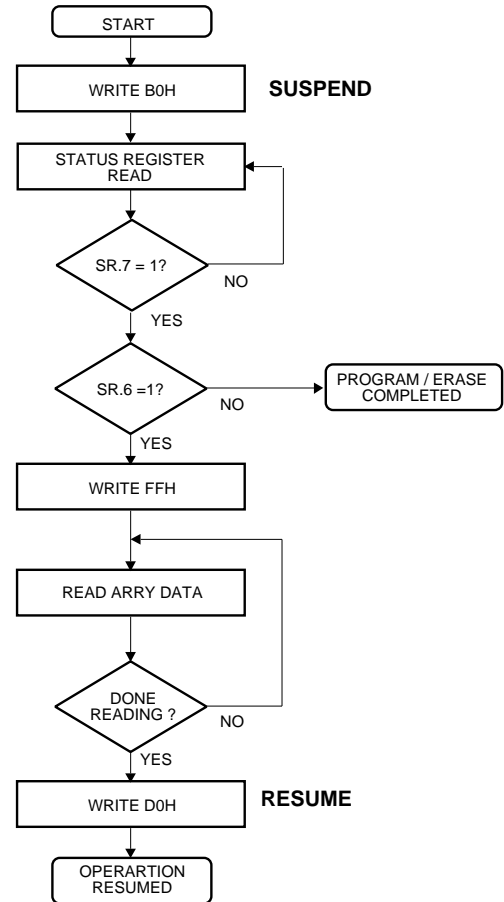 START
WRITE B0H
SUSPEND
STATUS REGISTER
READ
SR.7 = 1?
NO
YES
SR.6 =1?
NO
PROGRAM / ERASE
COMPLETED
YES
WRITE FFH
READ ARRY DATA
DONE
READING ?
NO
YES
WRITE D0H
RESUME
OPERARTION
RESUMED